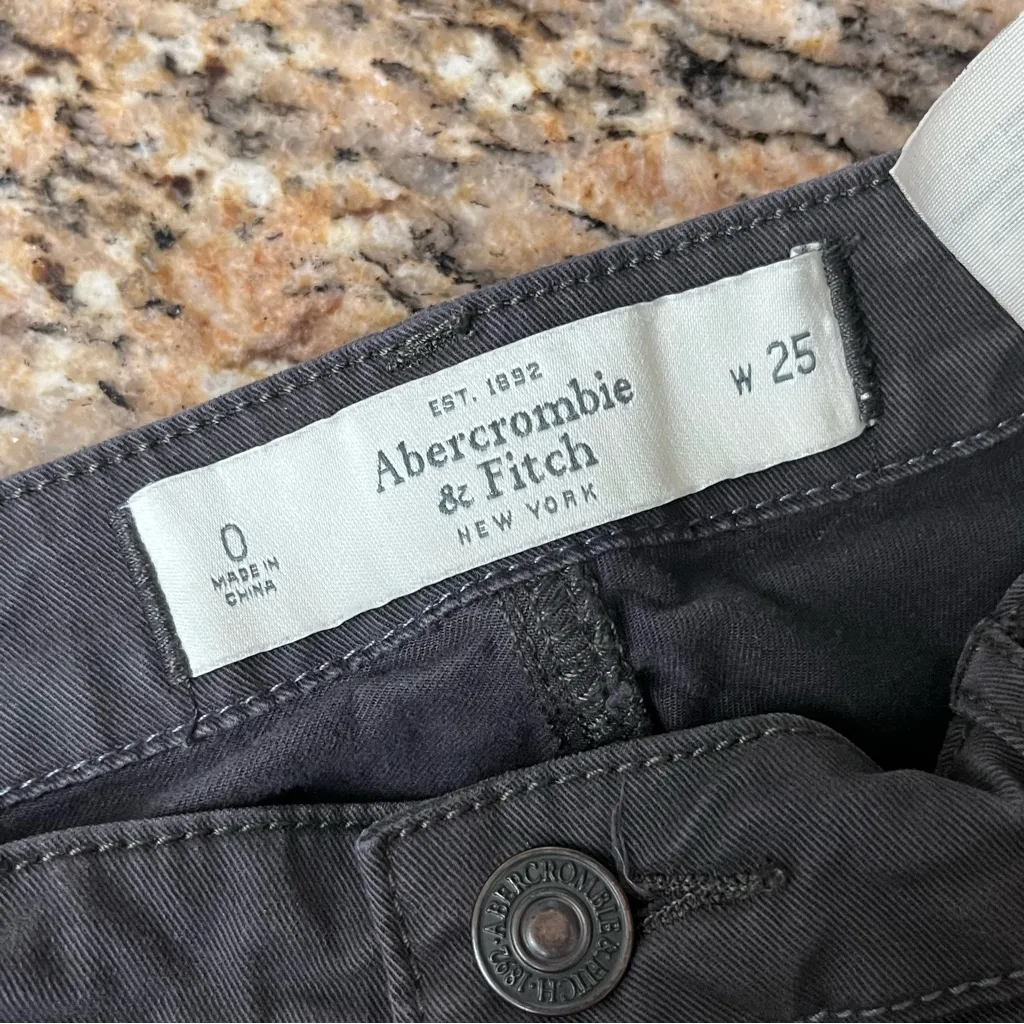 EST. 1892
Abercrombie
& Fitch
NEW YORK
W 25
0
MADE IN
CHINA
ABERCROMBIE & FITCH · 1892 ·